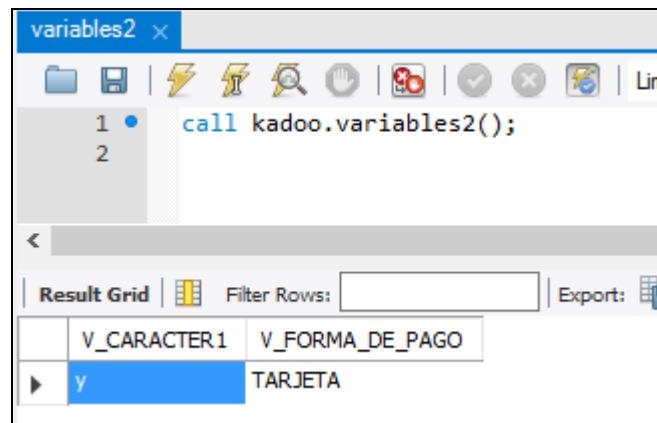 variables2 ×
Lin
1 call kadoo.variables2();
2
Result Grid Filter Rows: Export:
V_CARACTER1 V_FORMA_DE_PAGO
y TARJETA